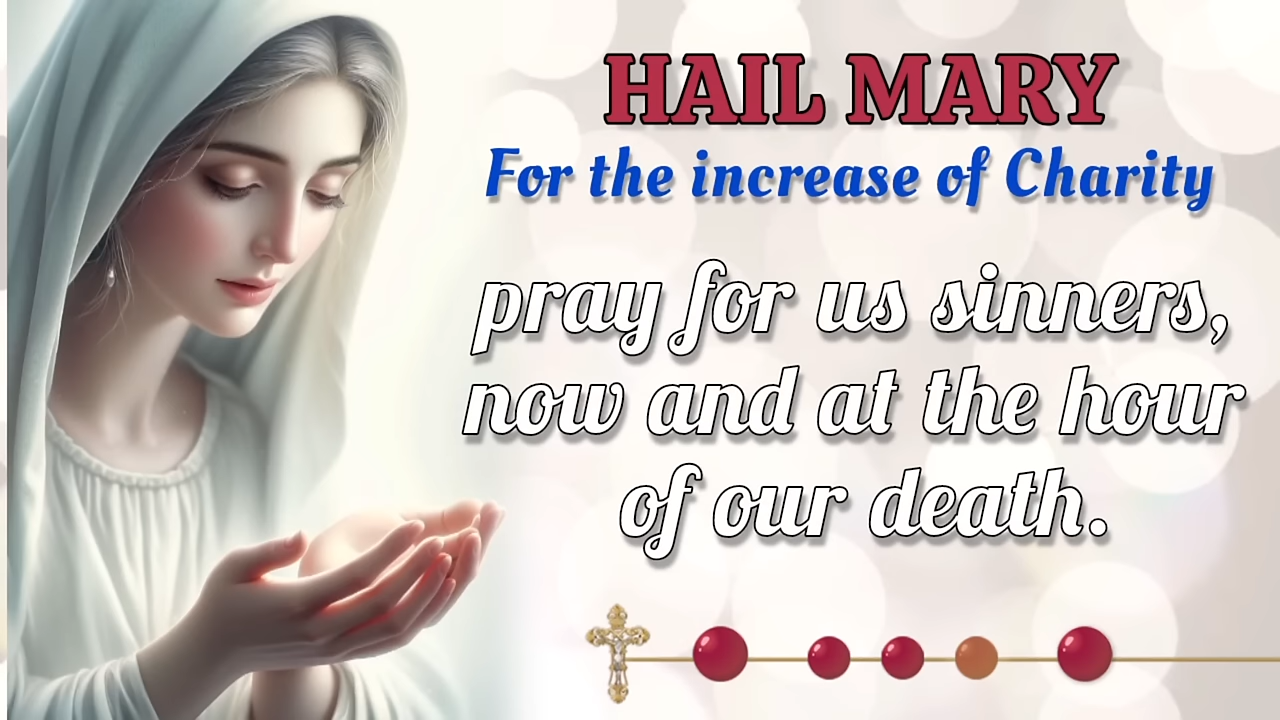 HAIL MARY
For the increase of Charity
pray for us sinners,
now and at the hour
of our death.